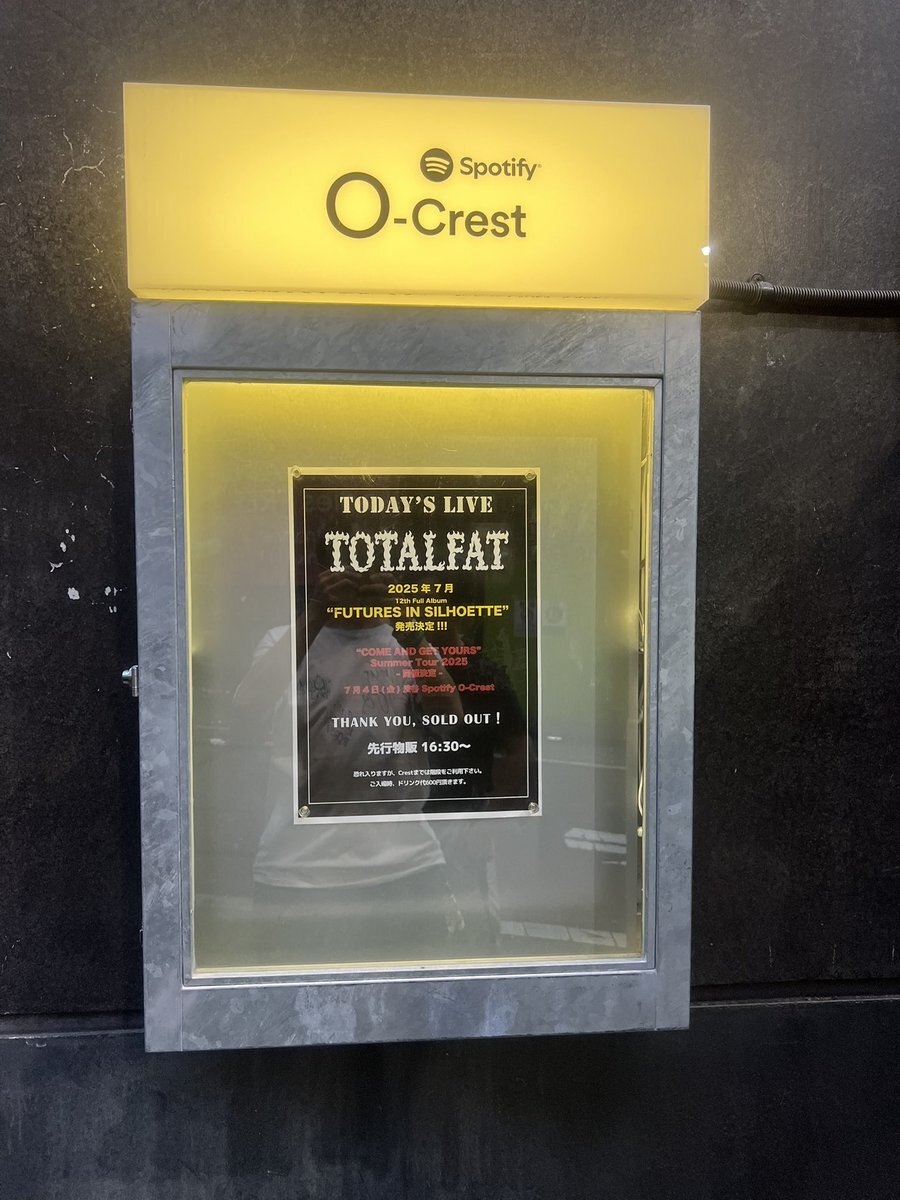 Spotify
O-Crest
TODAY'S LIVE
TOTALFAT
2025年7月
12th Full Album
“FUTURES IN SILHOETTE”
発売決定!!!
“COME AND GET YOURS”
Summer Tour 2025
- 開催決定 -
7月4日(金)渋谷 Spotify O-Crest
THANK YOU, SOLD OUT !
先行物販 16:30〜
恐れ入りますが、Crestまでは階段をご利用下さい。
ご入場時、ドリンク代600円頂きます。